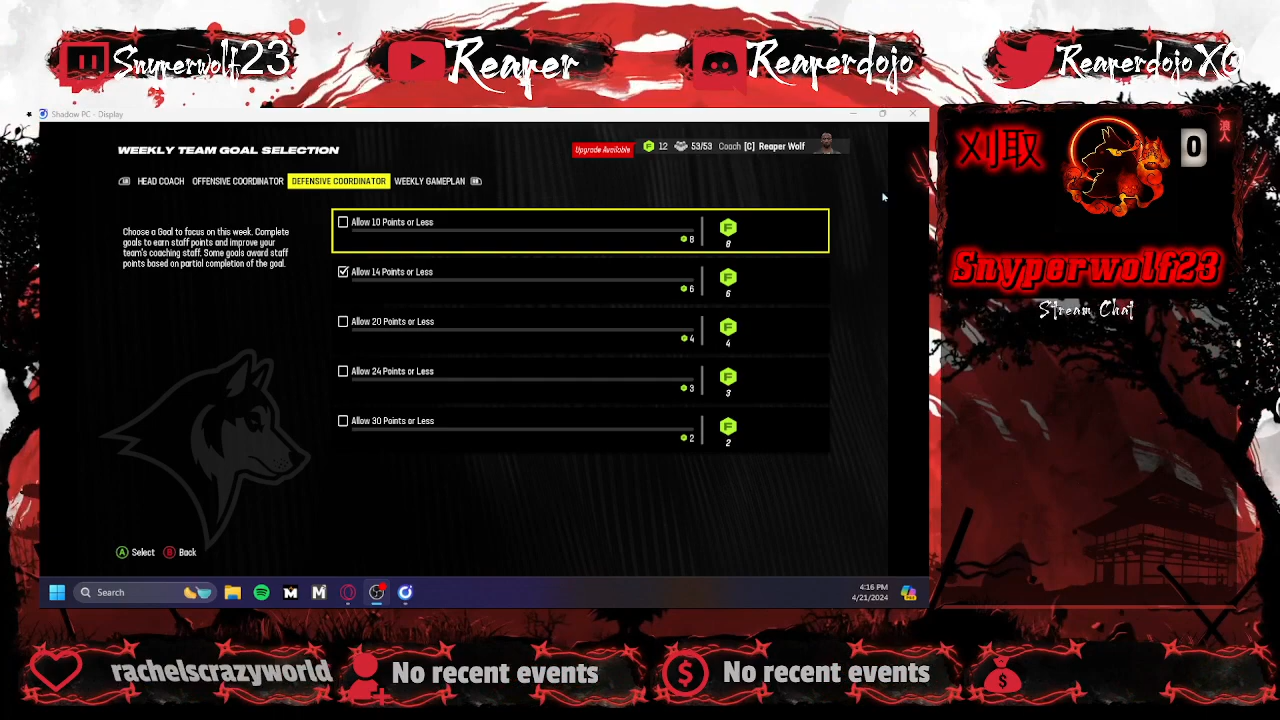 Snyperwolf23
Reaper
Reaperdojo
ReaperdojoXG
Shadow PC - Display
WEEKLY TEAM GOAL SELECTION
Upgrade Available
12
53/53
Coach [C] Reaper Wolf
HEAD COACH
OFFENSIVE COORDINATOR
DEFENSIVE COORDINATOR
WEEKLY GAMEPLAN
Choose a Goal to focus on this week. Complete
goals to earn staff points and improve your
team's coaching staff. Some goals award staff
points based on partial completion of the goal.
Allow 10 Points or Less
8
8
Allow 14 Points or Less
6
6
Allow 20 Points or Less
4
4
Allow 24 Points or Less
3
3
Allow 30 Points or Less
2
2
A Select
B Back
Search
4:16 PM
4/21/2024
刈取
浪人
0
Snyperwolf23
Stream Chat
rachelscrazyworld
No recent events
No recent events